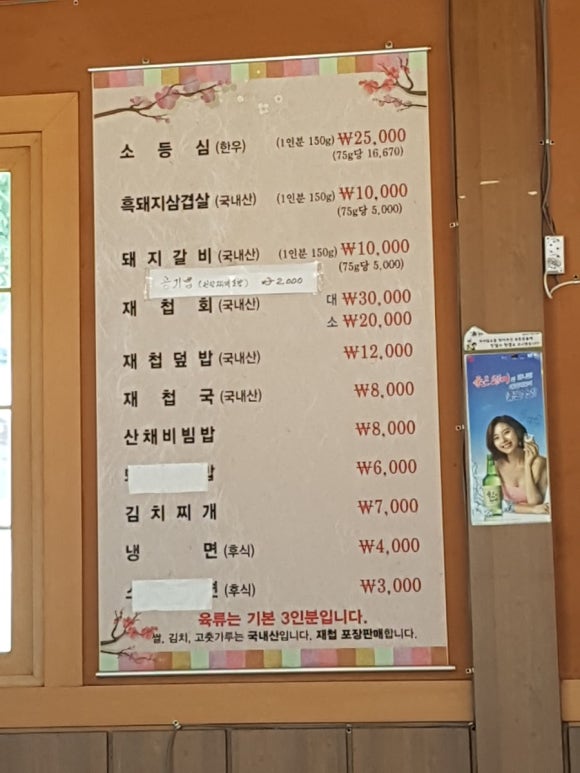 소 등 심 (한우) (1인분 150g) ₩25,000
(75g당 16,670)
흑돼지삼겹살 (국내산) (1인분 150g) ₩10,000
(75g당 5,000)
돼 지 갈 비 (국내산) (1인분 150g) ₩10,000
(75g당 5,000)
공기밥 2,000
재 첩 회 (국내산) 대 ₩30,000
소 ₩20,000
재 첩 덮 밥 (국내산) ₩12,000
재 첩 국 (국내산) ₩8,000
산채비빔밥 ₩8,000
밥 ₩6,000
김 치 찌 개 ₩7,000
냉 면 (후식) ₩4,000
면 (후식) ₩3,000
육류는 기본 3인분입니다.
쌀, 김치, 고춧가루는 국내산입니다. 재첩 포장판매합니다.